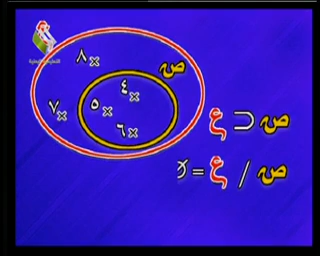 ٨×
ص
٤×
٥×
٧×
٦×
ص ⊂ ع
ص / ع =